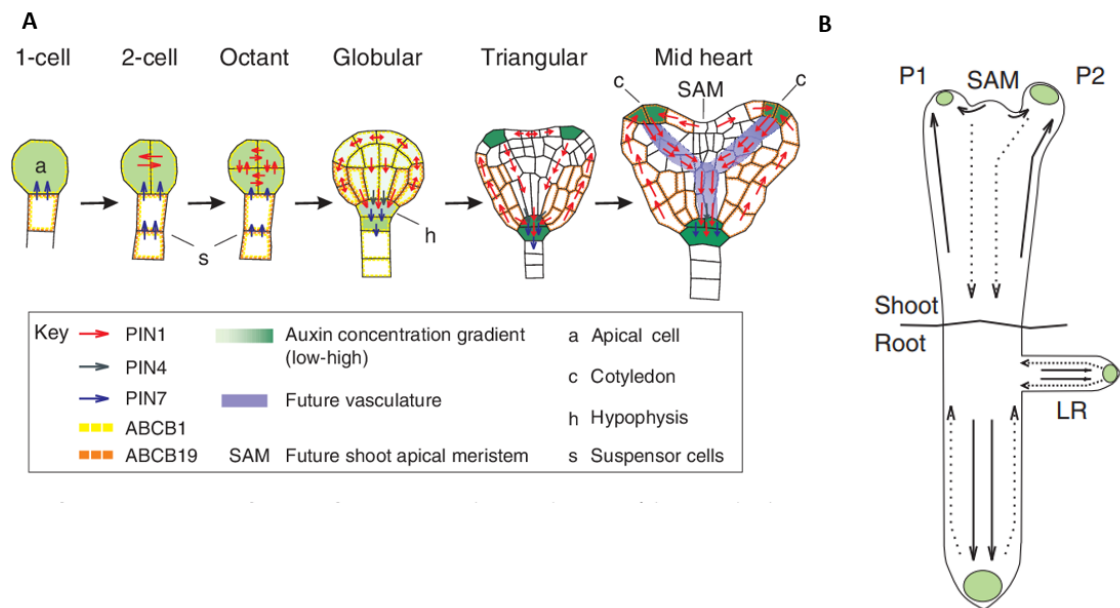 A
1-cell 2-cell Octant Globular Triangular Mid heart
c SAM c
a
h
s
Key
PIN1
PIN4
PIN7
ABCB1
ABCB19
Auxin concentration gradient
(low-high)
Future vasculature
SAM Future shoot apical meristem
a Apical cell
c Cotyledon
h Hypophysis
s Suspensor cells
B
P1 SAM P2
Shoot
Root
LR